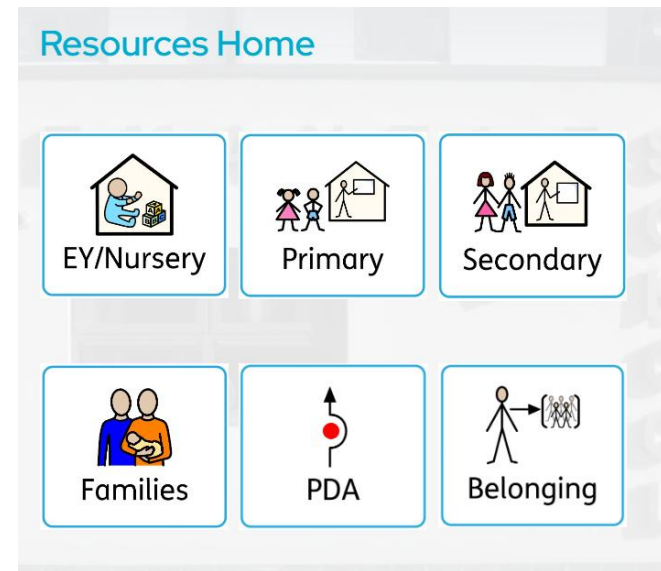 Resources Home
EY/Nursery
Primary
Secondary
Families
PDA
Belonging